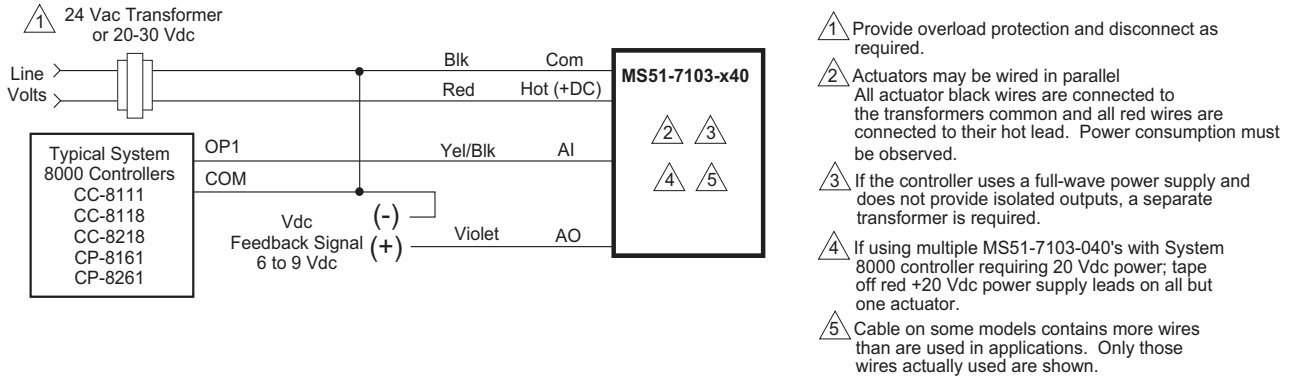 1
24 Vac Transformer
or 20-30 Vdc
Line
Volts
Blk
Com
Red
Hot (+DC)
MS51-7103-x40
2
3
4
5
Typical System
8000 Controllers
CC-8111
CC-8118
CC-8218
CP-8161
CP-8261
OP1
Yel/Blk
AI
COM
Vdc
Feedback Signal
6 to 9 Vdc
(-)
(+)
Violet
AO
1 Provide overload protection and disconnect as
required.
2 Actuators may be wired in parallel
All actuator black wires are connected to
the transformers common and all red wires are
connected to their hot lead. Power consumption must
be observed.
3 If the controller uses a full-wave power supply and
does not provide isolated outputs, a separate
transformer is required.
4 If using multiple MS51-7103-040's with System
8000 controller requiring 20 Vdc power; tape
off red +20 Vdc power supply leads on all but
one actuator.
5 Cable on some models contains more wires
than are used in applications. Only those
wires actually used are shown.